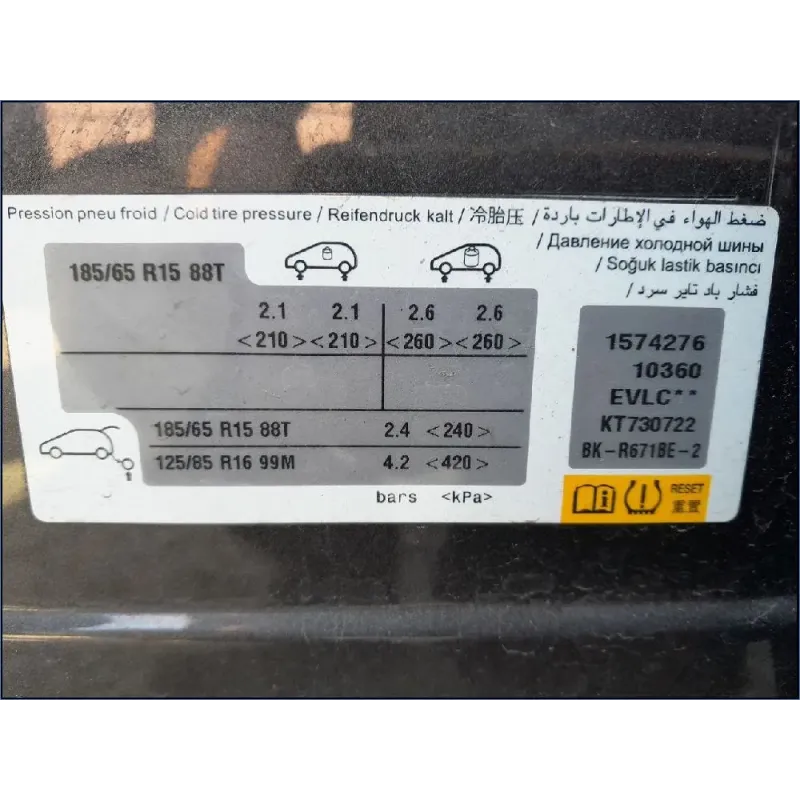 Pression pneu froid / Cold tire pressure / Reifendruck kalt / 冷胎压 / ضغط الهواء في الإطارات باردة /
/ Давление холодной шины
/ Soğuk lastik basıncı
فشار باد تایر سرد /
185/65 R15 88T
2.1 2.1 2.6 2.6
<210> <210> <260> <260>
185/65 R15 88T 2.4 <240>
125/85 R16 99M 4.2 <420>
bars <kPa>
1574276
10360
EVLC**
KT730722
BK-R671BE-2
RESET
重置